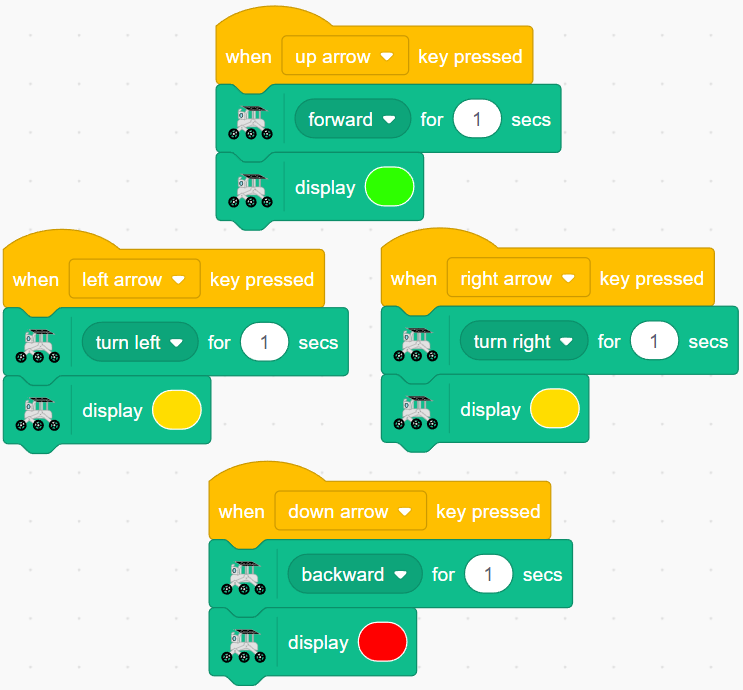 when up arrow key pressed
forward for 1 secs
display
when left arrow key pressed
turn left for 1 secs
display
when right arrow key pressed
turn right for 1 secs
display
when down arrow key pressed
backward for 1 secs
display